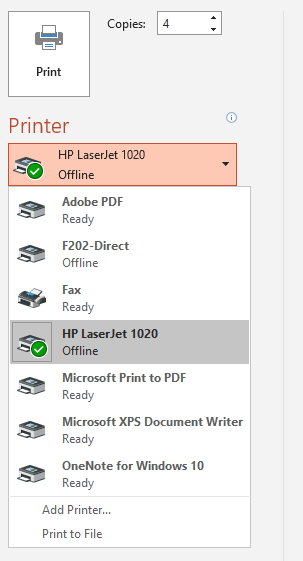 Copies: 4
Print
Printer
HP LaserJet 1020
Offline
Adobe PDF
Ready
F202-Direct
Offline
Fax
Ready
HP LaserJet 1020
Offline
Microsoft Print to PDF
Ready
Microsoft XPS Document Writer
Ready
OneNote for Windows 10
Ready
Add Printer...
Print to File